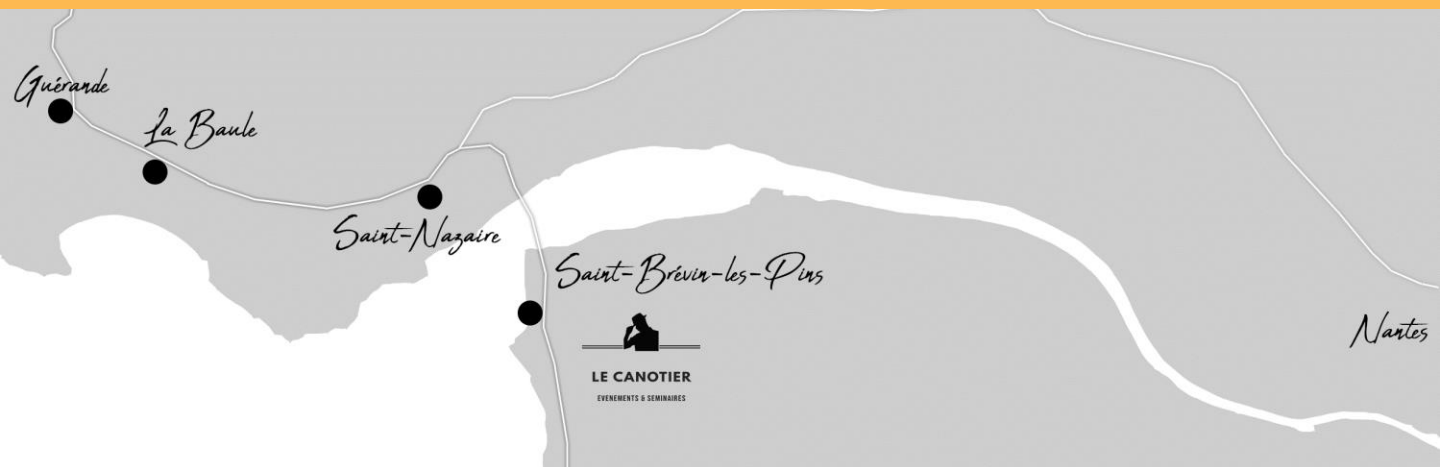 Guérande
La Baule
Saint-Nazaire
Saint-Brévin-les-Pins
Nantes
LE CANOTIER
EVENEMENTS & SEMINAIRES